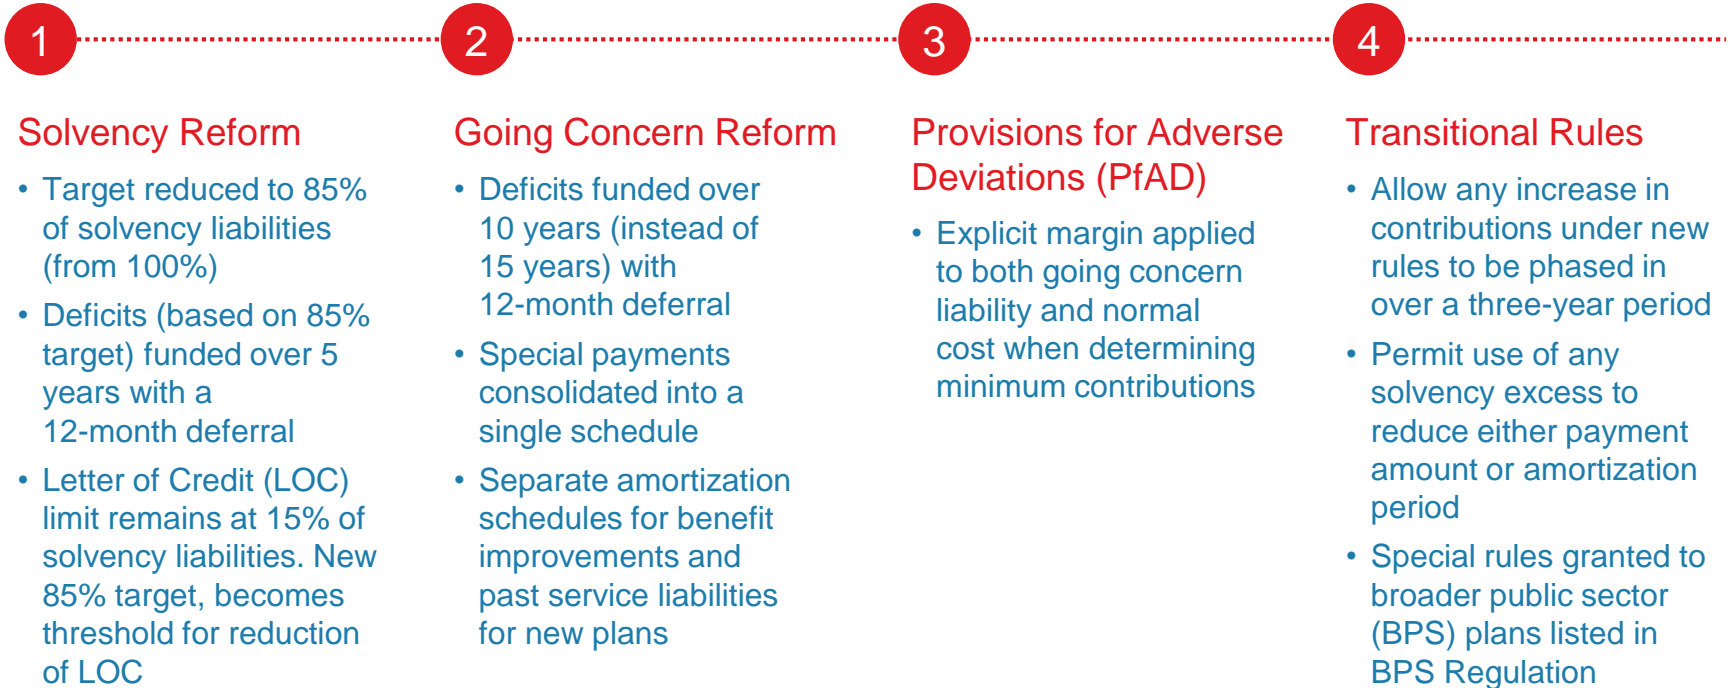 1
Solvency Reform
• Target reduced to 85%
of solvency liabilities
(from 100%)
• Deficits (based on 85%
target) funded over 5
years with a
12-month deferral
• Letter of Credit (LOC)
limit remains at 15% of
solvency liabilities. New
85% target, becomes
threshold for reduction
of LOC
2
Going Concern Reform
• Deficits funded over
10 years (instead of
15 years) with
12-month deferral
• Special payments
consolidated into a
single schedule
• Separate amortization
schedules for benefit
improvements and
past service liabilities
for new plans
3
Provisions for Adverse
Deviations (PfAD)
• Explicit margin applied
to both going concern
liability and normal
cost when determining
minimum contributions
4
Transitional Rules
• Allow any increase in
contributions under new
rules to be phased in
over a three-year period
• Permit use of any
solvency excess to
reduce either payment
amount or amortization
period
• Special rules granted to
broader public sector
(BPS) plans listed in
BPS Regulation